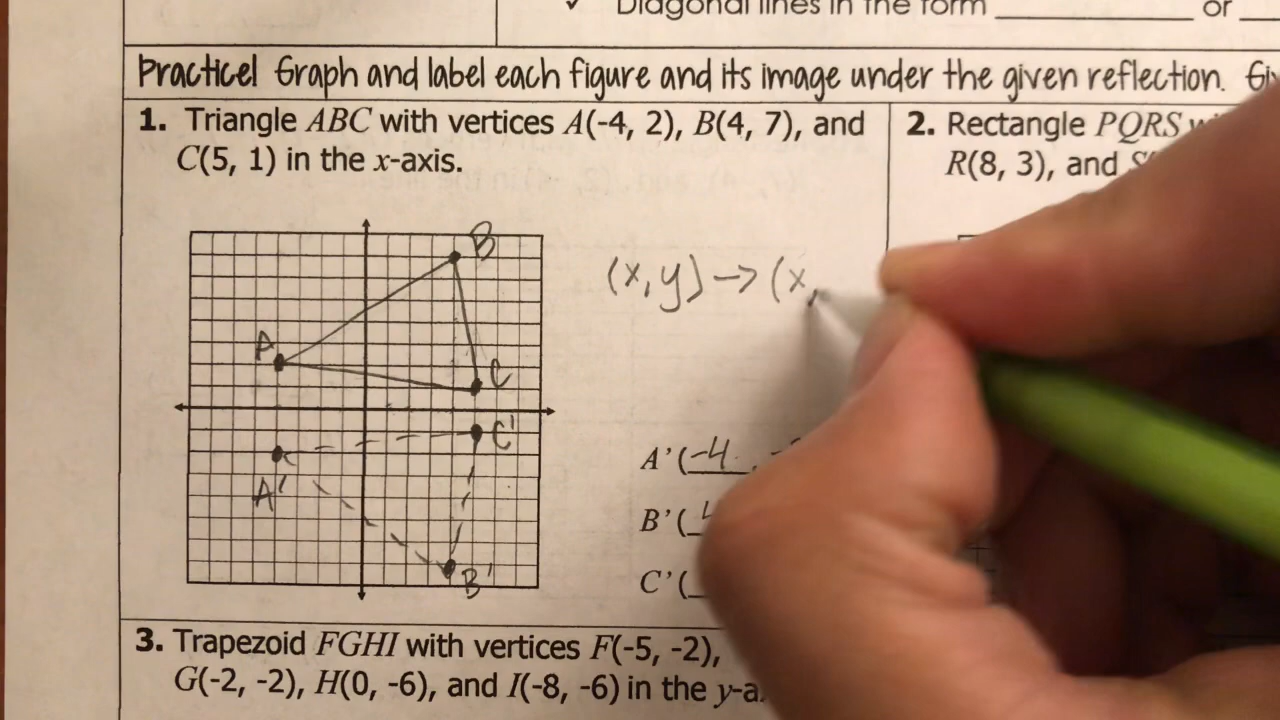 ✓ Diagonal lines in the form __________ or
Practice! Graph and label each figure and its image under the given reflection.
1. Triangle ABC with vertices A(-4, 2), B(4, 7), and
C(5, 1) in the x-axis.
2. Rectangle PQRS
R(8, 3), and
B
A
C
C'
A'
B'
(x,y) → (x,
A'(-4, -
B'(
C'(
3. Trapezoid FGHI with vertices F(-5, -2),
G(-2, -2), H(0, -6), and I(-8, -6) in the y-a